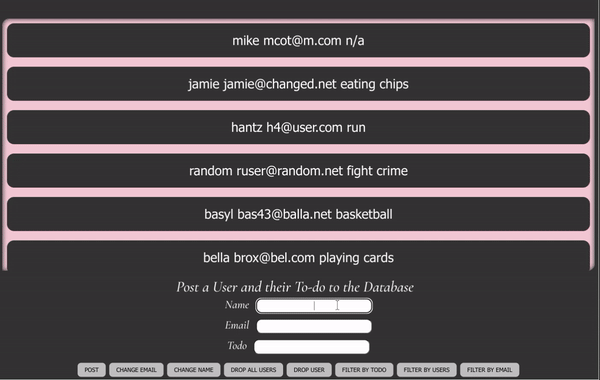 mike mcot@m.com n/a
jamie jamie@changed.net eating chips
hantz h4@user.com run
random ruser@random.net fight crime
basyl bas43@balla.net basketball
bella brox@bel.com playing cards
Post a User and their To-do to the Database
Name
Email
Todo
POST CHANGE EMAIL CHANGE NAME DROP ALL USERS DROP USER FILTER BY TODO FILTER BY USERS FILTER BY EMAIL